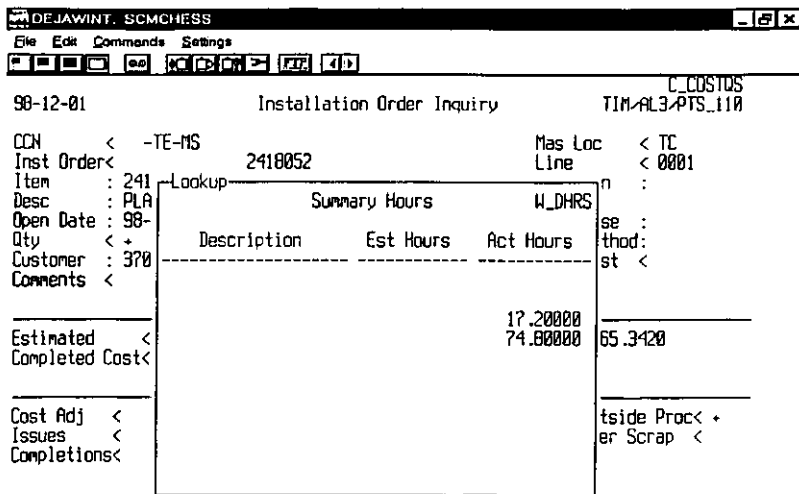 DEJAWINT. SCMCHESS
File Edit Commands Settings
C_COSTQS
98-12-01 Installation Order Inquiry TIM/AL3/PTS_110
CCN < -TE-MS Mas Loc < TC
Inst Order< 2418052 Line < 0001
Item : 241 Lookup n :
Desc : PLA Summary Hours W_DHRS
Open Date : 98- se :
Qty < + Description Est Hours Act Hours thod:
Customer : 370 st <
Comments <
17.20000
Estimated < 74.80000 65.3420
Completed Cost<
Cost Adj < tside Proc< +
Issues < er Scrap <
Completions<